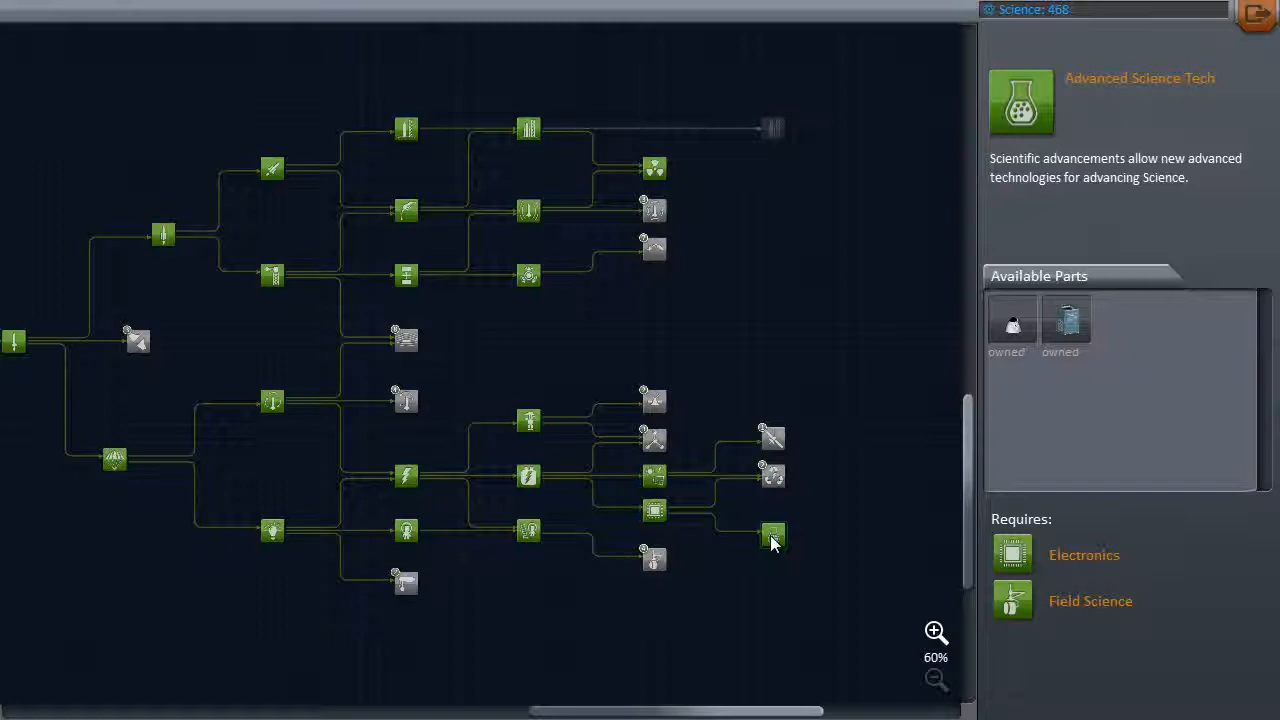 Science: 468
Advanced Science Tech
Scientific advancements allow new advanced
technologies for advancing Science.
Available Parts
owned owned
Requires:
Electronics
Field Science
60%